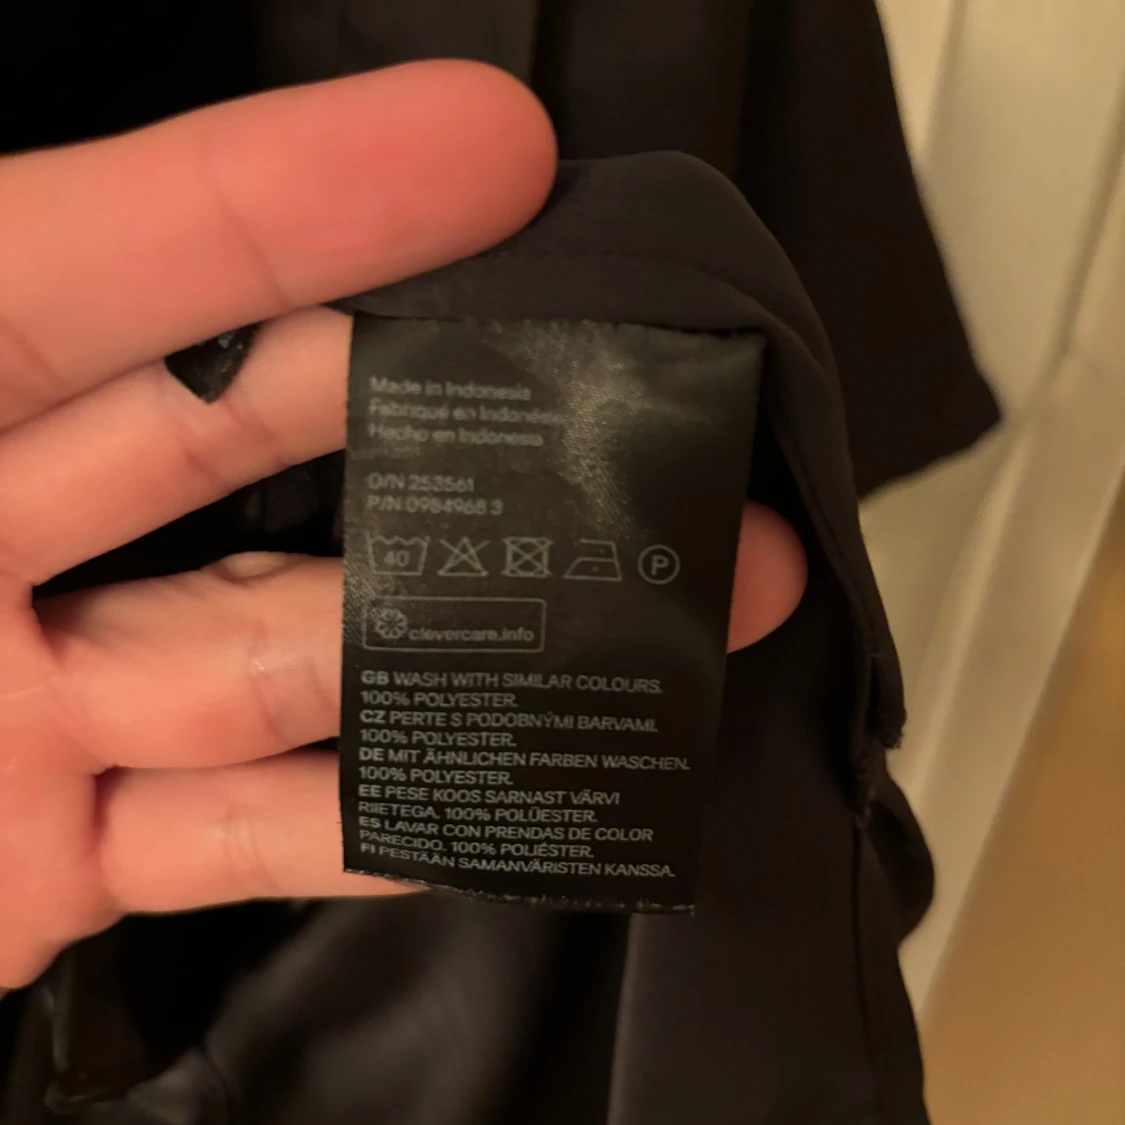 Made in Indonesia
Fabriqué en Indonésie
Hecho en Indonesia
O/N 253561
P/N 0984968 3
40 P
clevercare.info
GB WASH WITH SIMILAR COLOURS.
100% POLYESTER.
CZ PERTE S PODOBNÝMI BARVAMI.
100% POLYESTER.
DE MIT ÄHNLICHEN FARBEN WASCHEN.
100% POLYESTER.
EE PESE KOOS SARNAST VÄRVI
RIIETEGA. 100% POLÜESTER.
ES LAVAR CON PRENDAS DE COLOR
PARECIDO. 100% POLIÉSTER.
FI PESTÄÄN SAMANVÄRISTEN KANSSA.